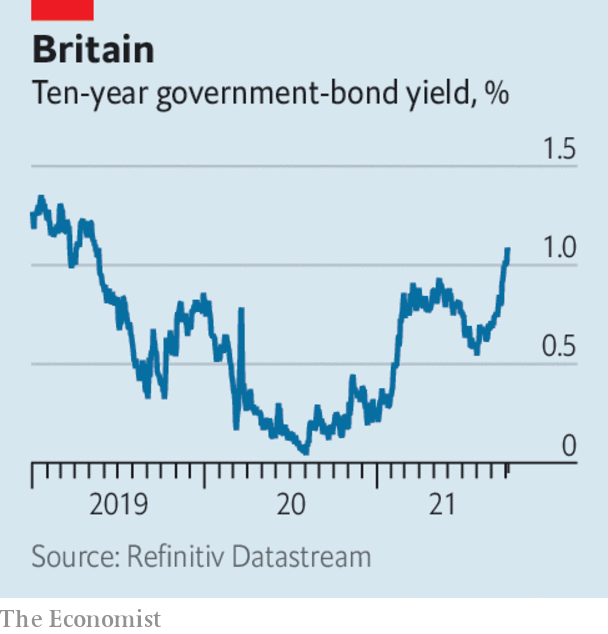 Britain
Ten-year government-bond yield, %
1.5
1.0
0.5
0
2019 20 21
Source: Refinitiv Datastream
The Economist